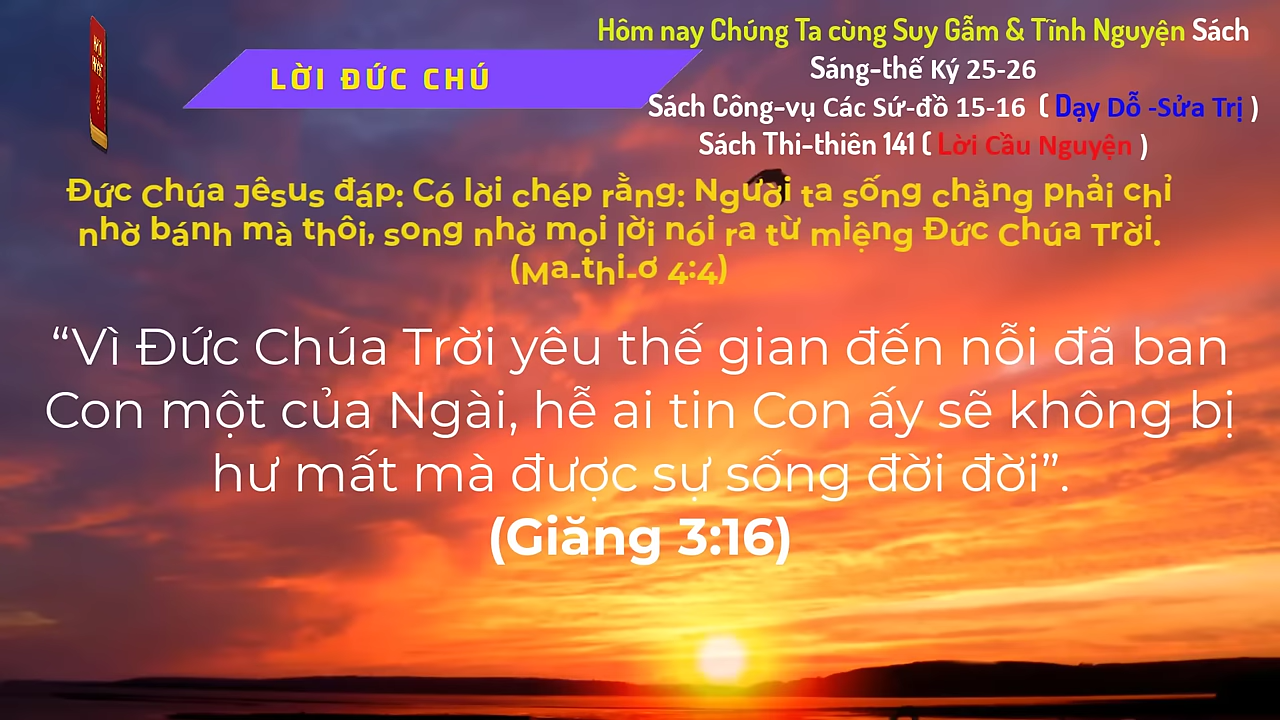 LỜI ĐỨC CHÚ
Hôm nay Chúng Ta cùng Suy Gẫm & Tĩnh Nguyện Sách
Sáng-thế Ký 25-26
Sách Công-vụ Các Sứ-đồ 15-16 ( Dạy Dỗ -Sửa Trị )
Sách Thi-thiên 141 ( Lời Cầu Nguyện )
Đức Chúa Jêsus đáp: Có lời chép rằng: Người ta sống chẳng phải chỉ
nhờ bánh mà thôi, song nhờ mọi lời nói ra từ miệng Đức Chúa Trời.
(Ma-thi-ơ 4:4)
“Vì Đức Chúa Trời yêu thế gian đến nỗi đã ban
Con một của Ngài, hễ ai tin Con ấy sẽ không bị
hư mất mà được sự sống đời đời”.
(Giăng 3:16)